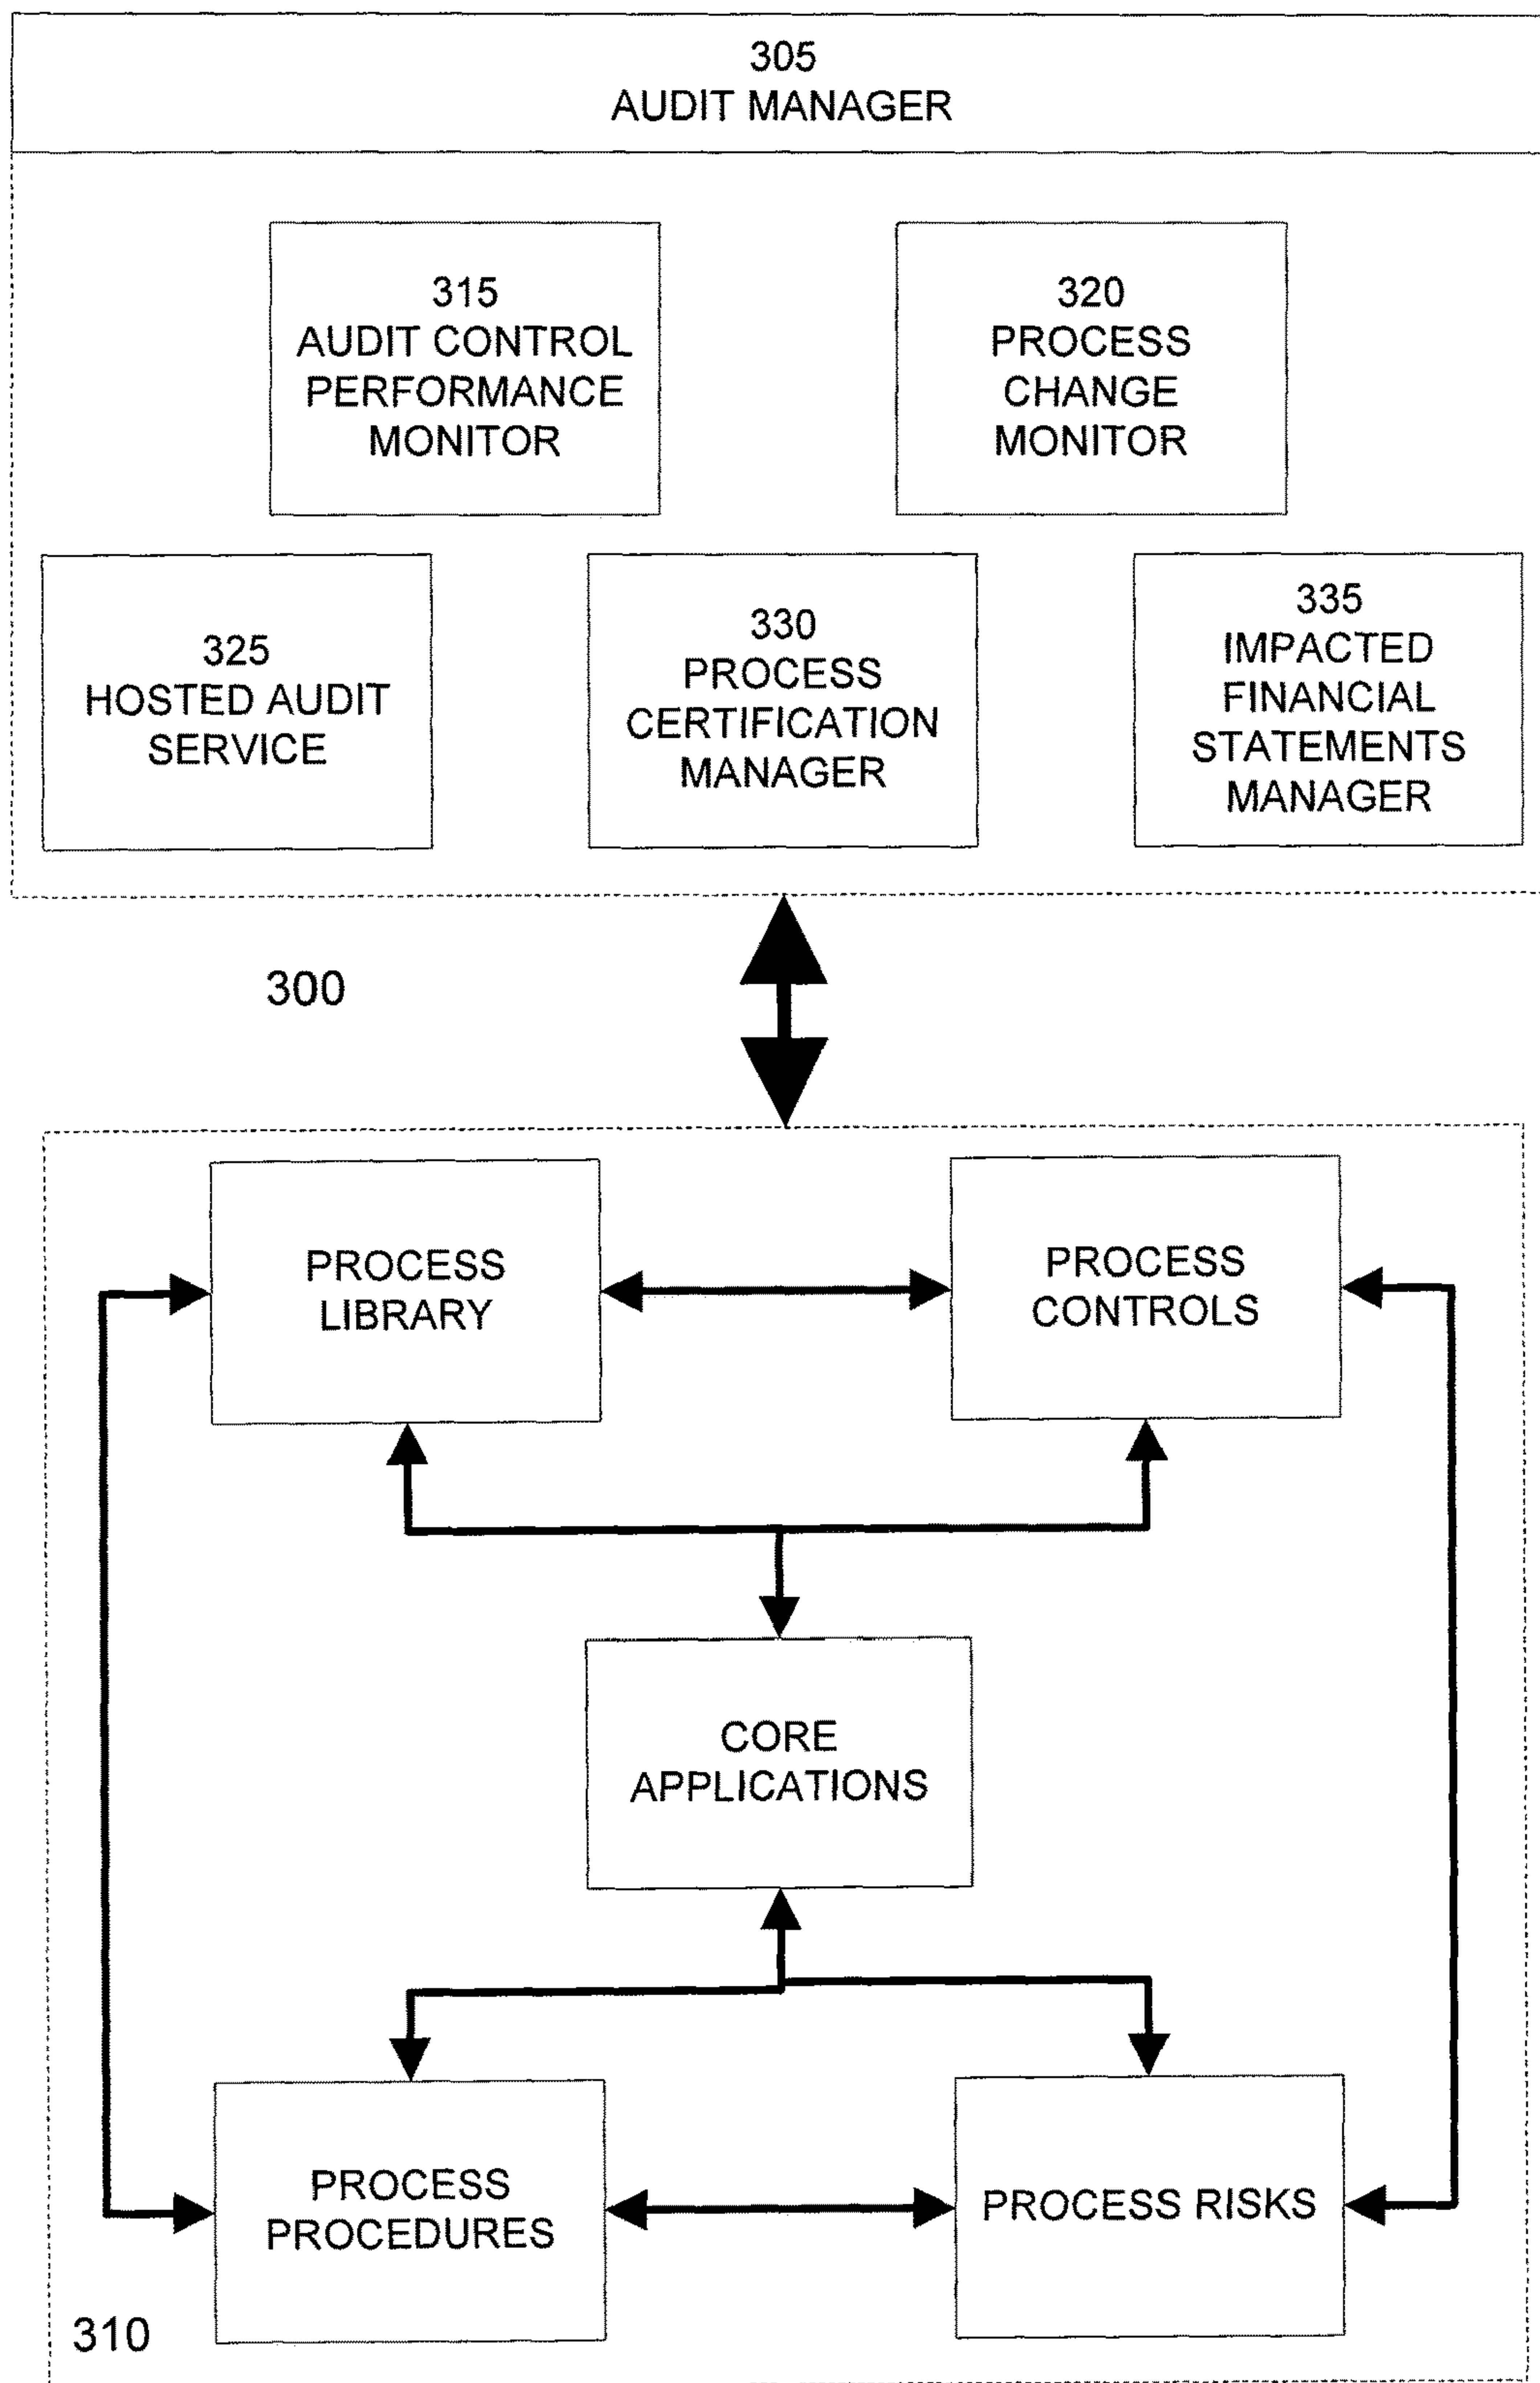 305
AUDIT MANAGER
315
AUDIT CONTROL
PERFORMANCE
MONITOR
320
PROCESS
CHANGE
MONITOR
325
HOSTED AUDIT
SERVICE
330
PROCESS
CERTIFICATION
MANAGER
335
IMPACTED
FINANCIAL
STATEMENTS
MANAGER
300
PROCESS
LIBRARY
PROCESS
CONTROLS
CORE
APPLICATIONS
PROCESS
PROCEDURES
PROCESS RISKS
310